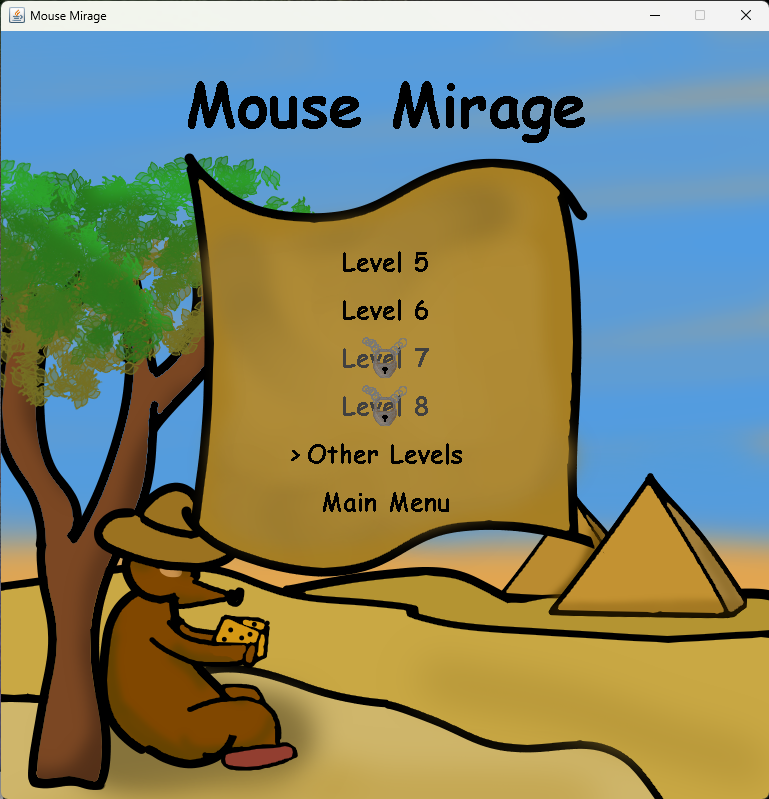 Mouse Mirage
Mouse Mirage
Level 5
Level 6
Level 7
Level 8
> Other Levels
Main Menu